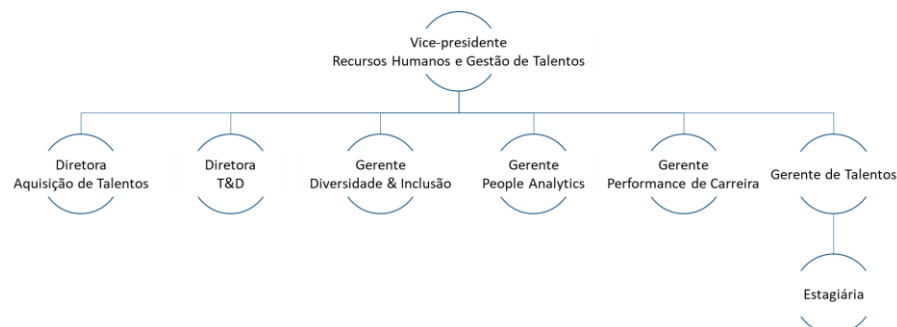 Vice-presidente
Recursos Humanos e Gestão de Talentos
Diretora
Aquisição de Talentos
Diretora
T&D
Gerente
Diversidade & Inclusão
Gerente
People Analytics
Gerente
Performance de Carreira
Gerente de Talentos
Estagiária